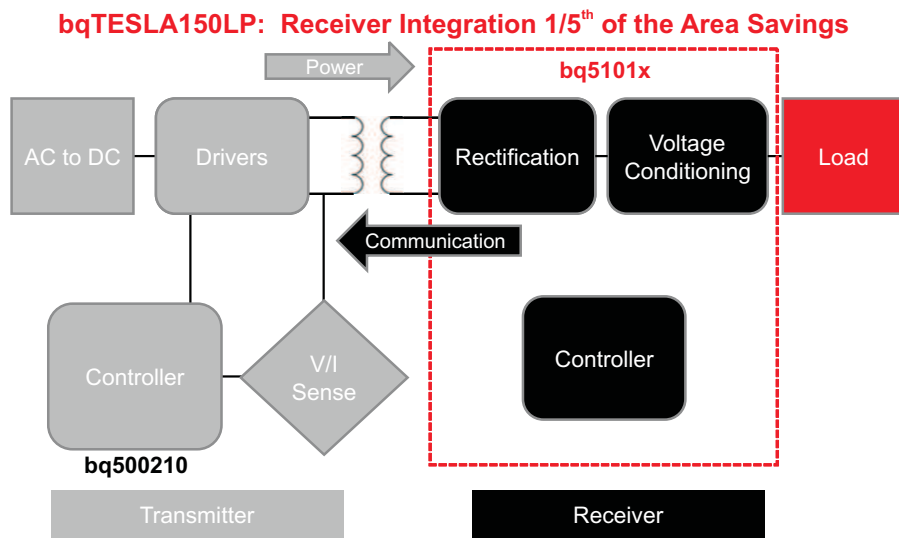 bqTESLA150LP: Receiver Integration 1/5th of the Area Savings
Power
bq5101x
AC to DC
Drivers
Rectification
Voltage
Conditioning
Load
Communication
Controller
V/I
Sense
Controller
bq500210
Transmitter
Receiver